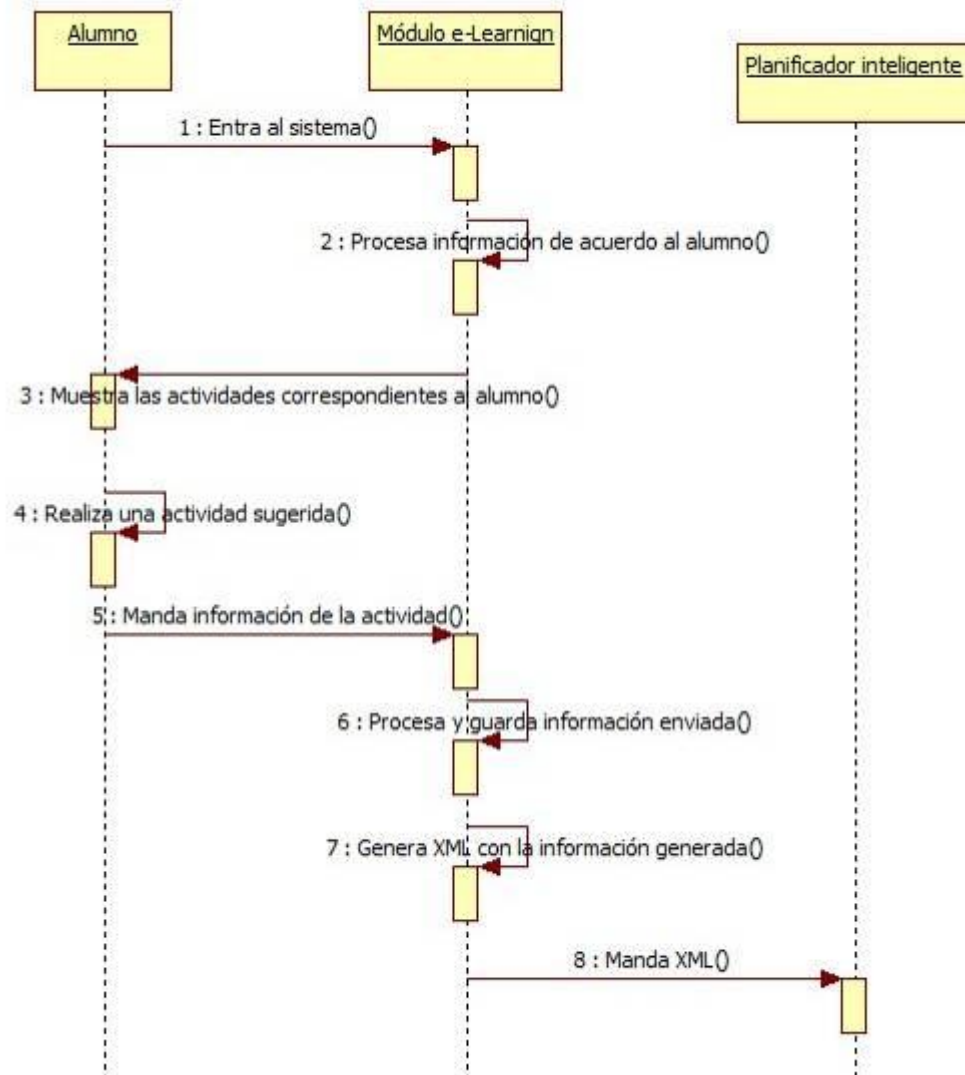 Alumno
Módulo e-Learnign
Planificador inteligente
1 : Entra al sistema()
2 : Procesa información de acuerdo al alumno()
3 : Muestra las actividades correspondientes al alumno()
4 : Realiza una actividad sugerida()
5 : Manda información de la actividad()
6 : Procesa y guarda información enviada()
7 : Genera XML con la información generada()
8 : Manda XML()